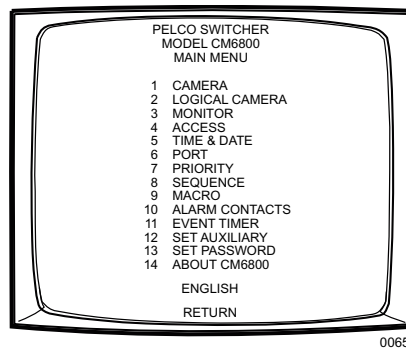 PELCO SWITCHER
MODEL CM6800
MAIN MENU
1 CAMERA
2 LOGICAL CAMERA
3 MONITOR
4 ACCESS
5 TIME & DATE
6 PORT
7 PRIORITY
8 SEQUENCE
9 MACRO
10 ALARM CONTACTS
11 EVENT TIMER
12 SET AUXILIARY
13 SET PASSWORD
14 ABOUT CM6800
ENGLISH
RETURN
0065